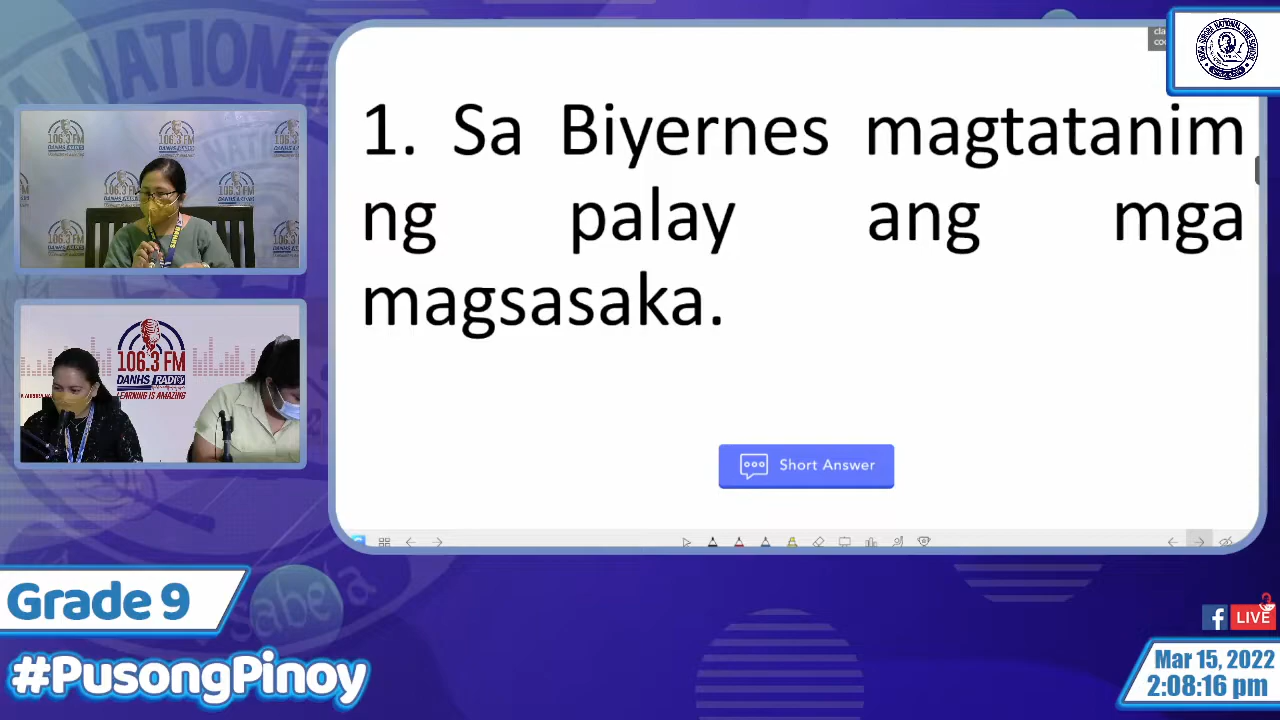 1. Sa Biyernes magtatanim
ng palay ang mga
magsasaka.
Short Answer
106.3 FM
DANHS RADIO
LEARNING IS AMAZING
Grade 9
#PusongPinoy
LIVE
Mar 15, 2022
2:08:16 pm